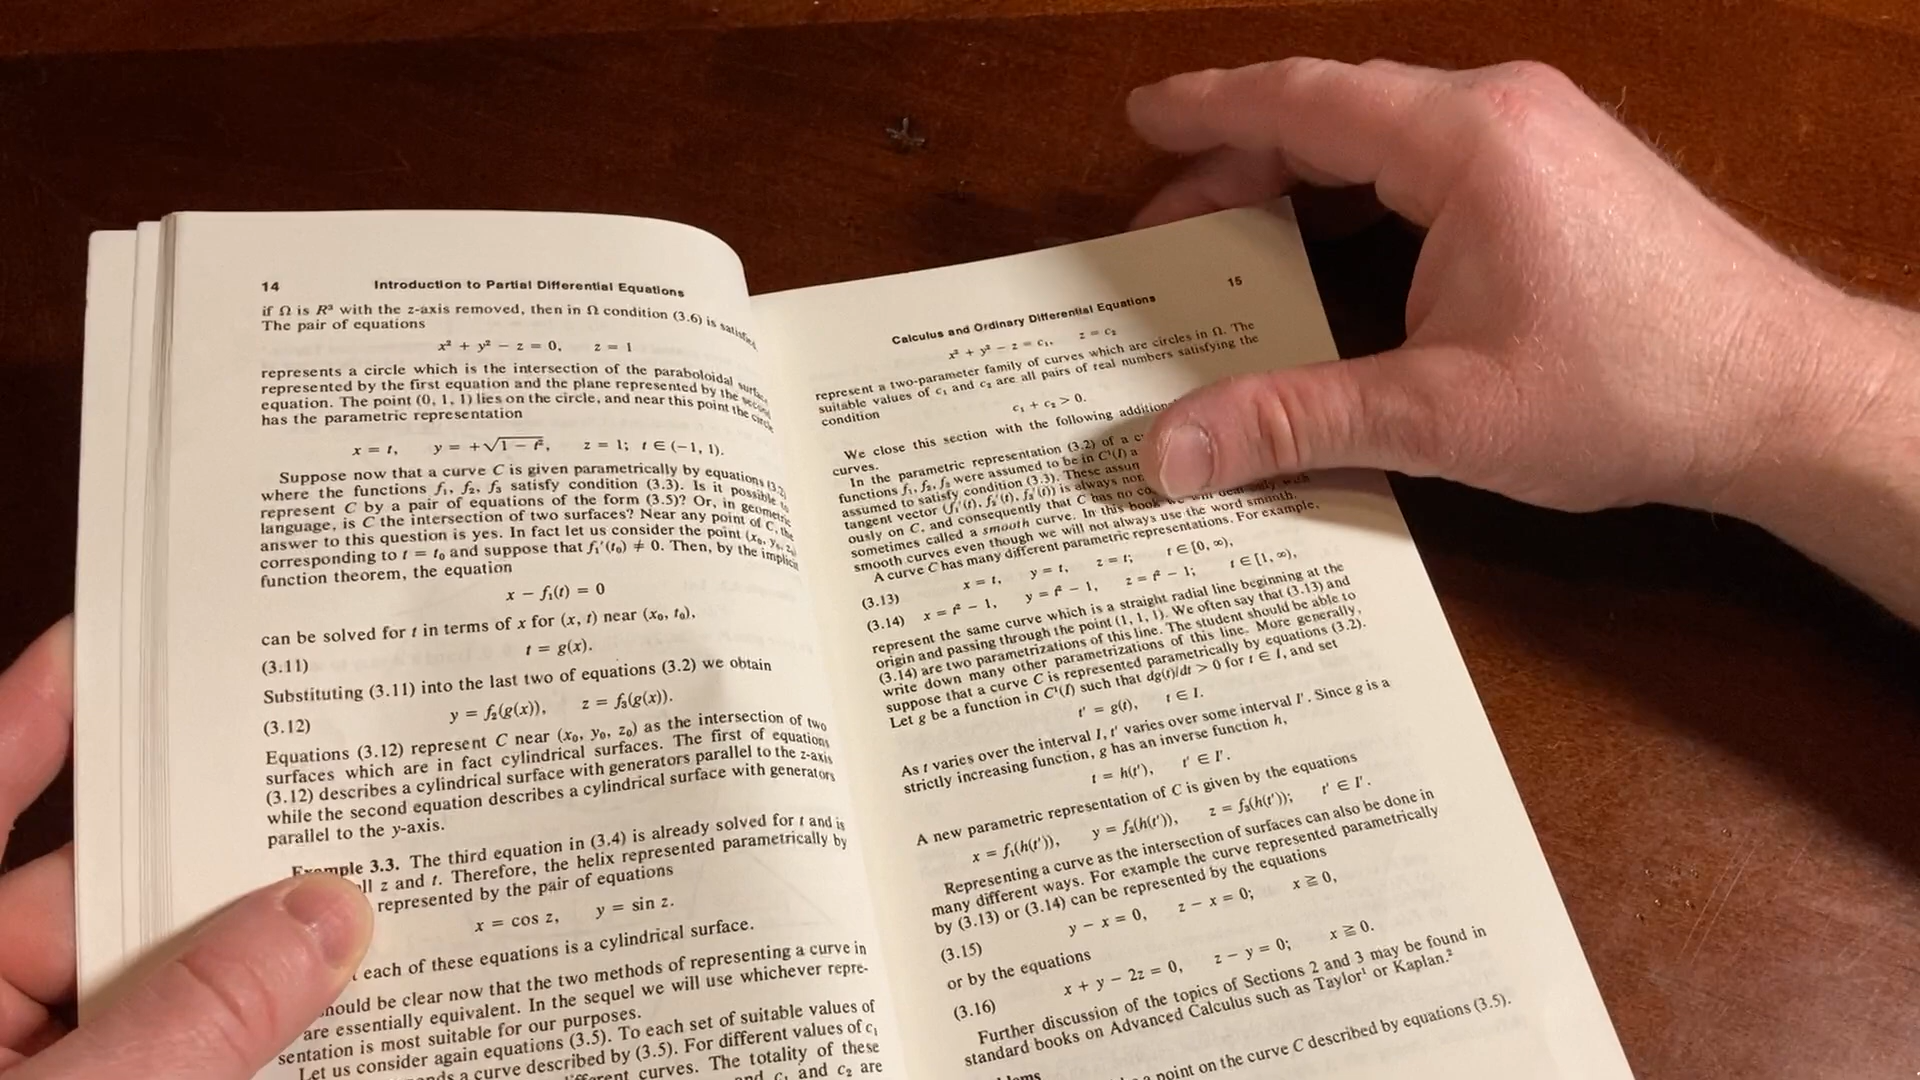 14 Introduction to Partial Differential Equations
if Ω is R³ with the z-axis removed, then in Ω condition (3.6) is satisfied.
The pair of equations
x² + y² − z = 0, z = 1
represents a circle which is the intersection of the paraboloidal surface
represented by the first equation and the plane represented by the second
equation. The point (0, 1, 1) lies on the circle, and near this point the circle
has the parametric representation
x = t, y = +√1 − t², z = 1; t ∈ (−1, 1).
Suppose now that a curve C is given parametrically by equations (3.2)
where the functions f₁, f₂, f₃ satisfy condition (3.3). Is it possible to
represent C by a pair of equations of the form (3.5)? Or, in geometric
language, is C the intersection of two surfaces? Near any point of C, the
answer to this question is yes. In fact let us consider the point (x₀, y₀, z₀)
corresponding to t = t₀ and suppose that f₁′(t₀) ≠ 0. Then, by the implicit
function theorem, the equation
x − f₁(t) = 0
can be solved for t in terms of x for (x, t) near (x₀, t₀),
(3.11) t = g(x).
Substituting (3.11) into the last two of equations (3.2) we obtain
(3.12) y = f₂(g(x)), z = f₃(g(x)).
Equations (3.12) represent C near (x₀, y₀, z₀) as the intersection of two
surfaces which are in fact cylindrical surfaces. The first of equations
(3.12) describes a cylindrical surface with generators parallel to the z-axis
while the second equation describes a cylindrical surface with generators
parallel to the y-axis.
Example 3.3. The third equation in (3.4) is already solved for t and is
z and t. Therefore, the helix represented parametrically by
represented by the pair of equations
x = cos z, y = sin z.
each of these equations is a cylindrical surface.
should be clear now that the two methods of representing a curve in
are essentially equivalent. In the sequel we will use whichever repre-
sentation is most suitable for our purposes.
Let us consider again equations (3.5). To each set of suitable values of
a curve described by (3.5). For different values of c₁
curves. The totality of these
and c₁ and c₂ are
Calculus and Ordinary Differential Equations 15
x² + y² − z = c₁, z = c₂
represent a two-parameter family of curves which are circles in Ω. The
suitable values of c₁ and c₂ are all pairs of real numbers satisfying the
condition
c₁ + c₂ > 0.
We close this section with the following
curves.
In the parametric representation (3.2) of a
functions f₁, f₂, f₃ were assumed to be in C¹(I)
assumed to satisfy condition (3.3). These
tangent vector (f₁′(t), f₂′(t), f₃′(t)) is always
ously on C, and consequently that C has no
sometimes called a smooth curve. In this book we will deal only with
smooth curves even though we will not always use the word smooth.
A curve C has many different parametric representations. For example,
(3.13) x = t, y = t, z = t; t ∈ [0, ∞),
(3.14) x = t² − 1, y = t² − 1, z = t² − 1; t ∈ [1, ∞),
represent the same curve which is a straight radial line beginning at the
origin and passing through the point (1, 1, 1). We often say that (3.13) and
(3.14) are two parametrizations of this line. The student should be able to
write down many other parametrizations of this line. More generally,
suppose that a curve C is represented parametrically by equations (3.2).
Let g be a function in C¹(I) such that dg(t)/dt > 0 for t ∈ I, and set
t′ = g(t), t ∈ I.
As t varies over the interval I, t′ varies over some interval I′. Since g is a
strictly increasing function, g has an inverse function h,
t = h(t′), t′ ∈ I′.
A new parametric representation of C is given by the equations
x = f₁(h(t′)), y = f₂(h(t′)), z = f₃(h(t′)); t′ ∈ I′.
Representing a curve as the intersection of surfaces can also be done in
many different ways. For example the curve represented parametrically
by (3.13) or (3.14) can be represented by the equations
(3.15) y − x = 0, z − x = 0; x ≧ 0,
or by the equations
(3.16) x + y − 2z = 0, z − y = 0; x ≧ 0.
Further discussion of the topics of Sections 2 and 3 may be found in
standard books on Advanced Calculus such as Taylor¹ or Kaplan.²
point on the curve C described by equations (3.5).